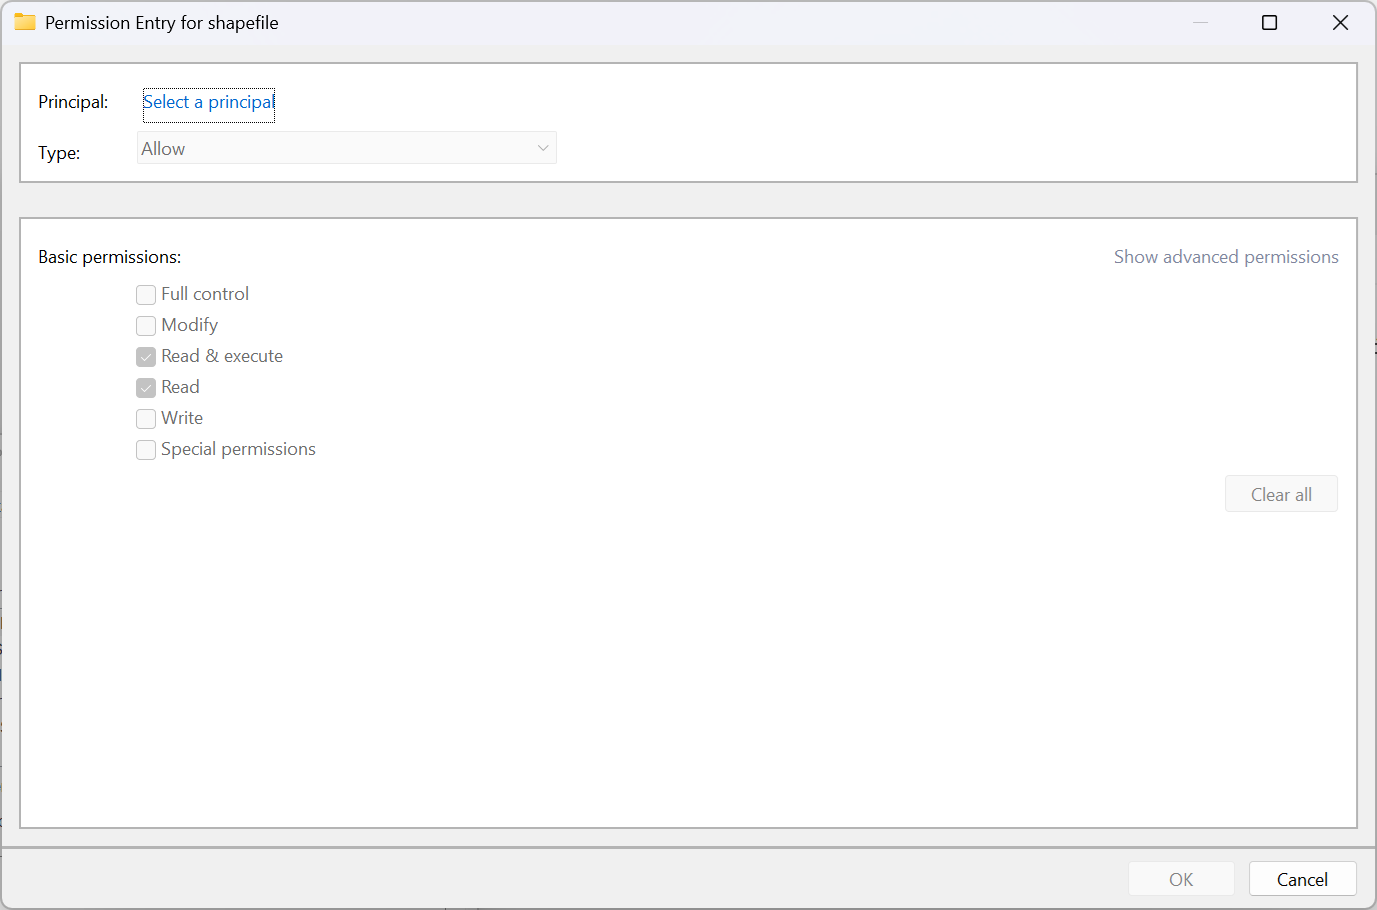 Permission Entry for shapefile
Principal: Select a principal
Type: Allow
Basic permissions: Show advanced permissions
Full control
Modify
Read & execute
Read
Write
Special permissions
Clear all
OK Cancel